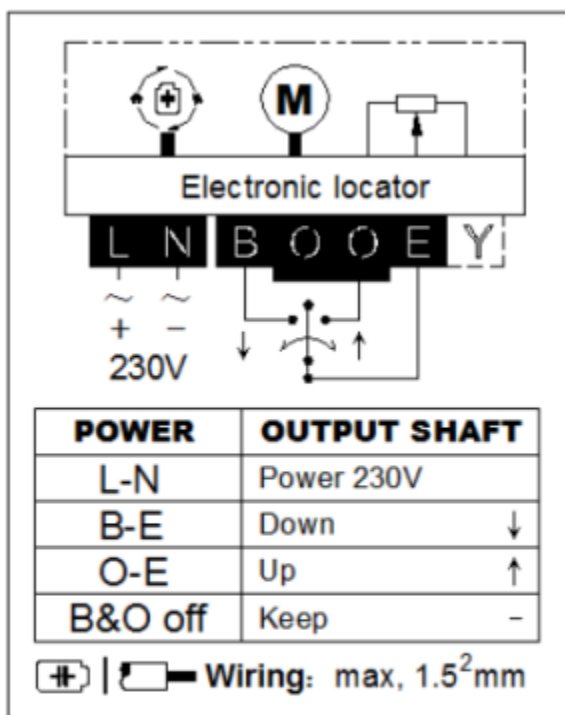 M
Electronic locator
L N B O O E Y
~ ~
+ −
230V
POWER OUTPUT SHAFT
L-N Power 230V
B-E Down ↓
O-E Up ↑
B&O off Keep −
Wiring: max, 1.5²mm